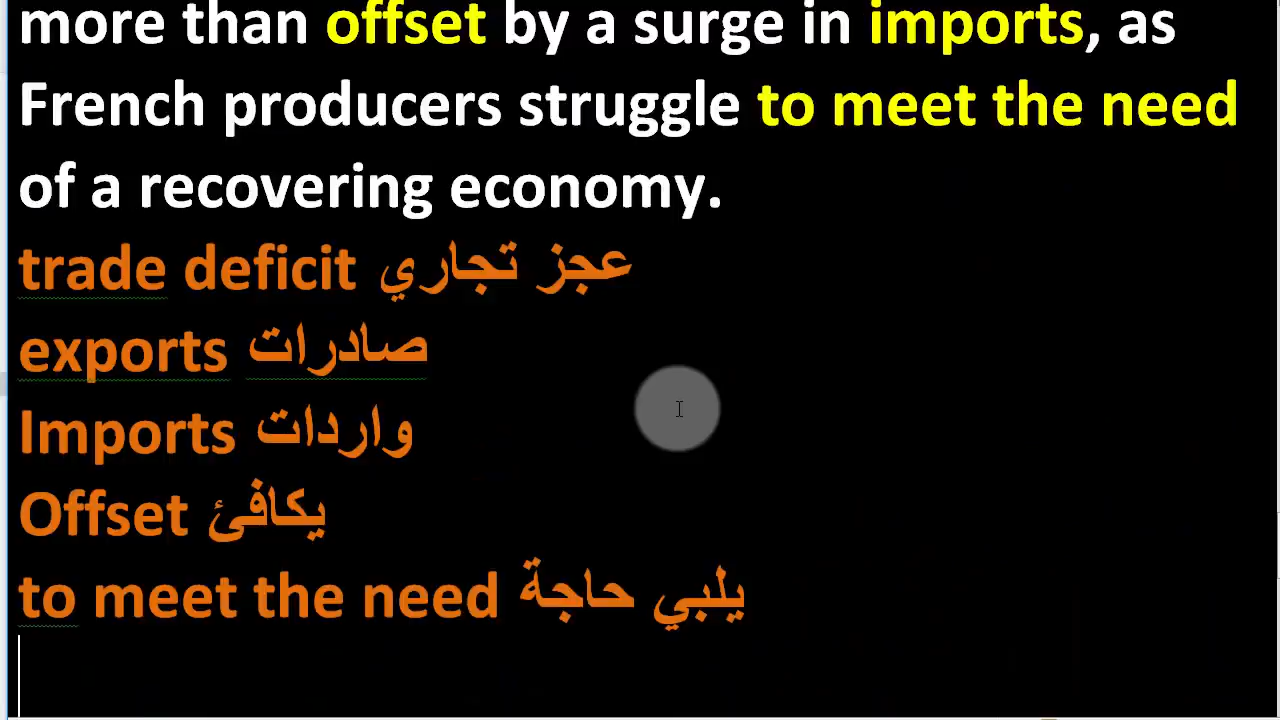 more than offset by a surge in imports, as
French producers struggle to meet the need
of a recovering economy.
trade deficit عجز تجاري
exports صادرات
Imports واردات
Offset يكافئ
to meet the need يلبي حاجة